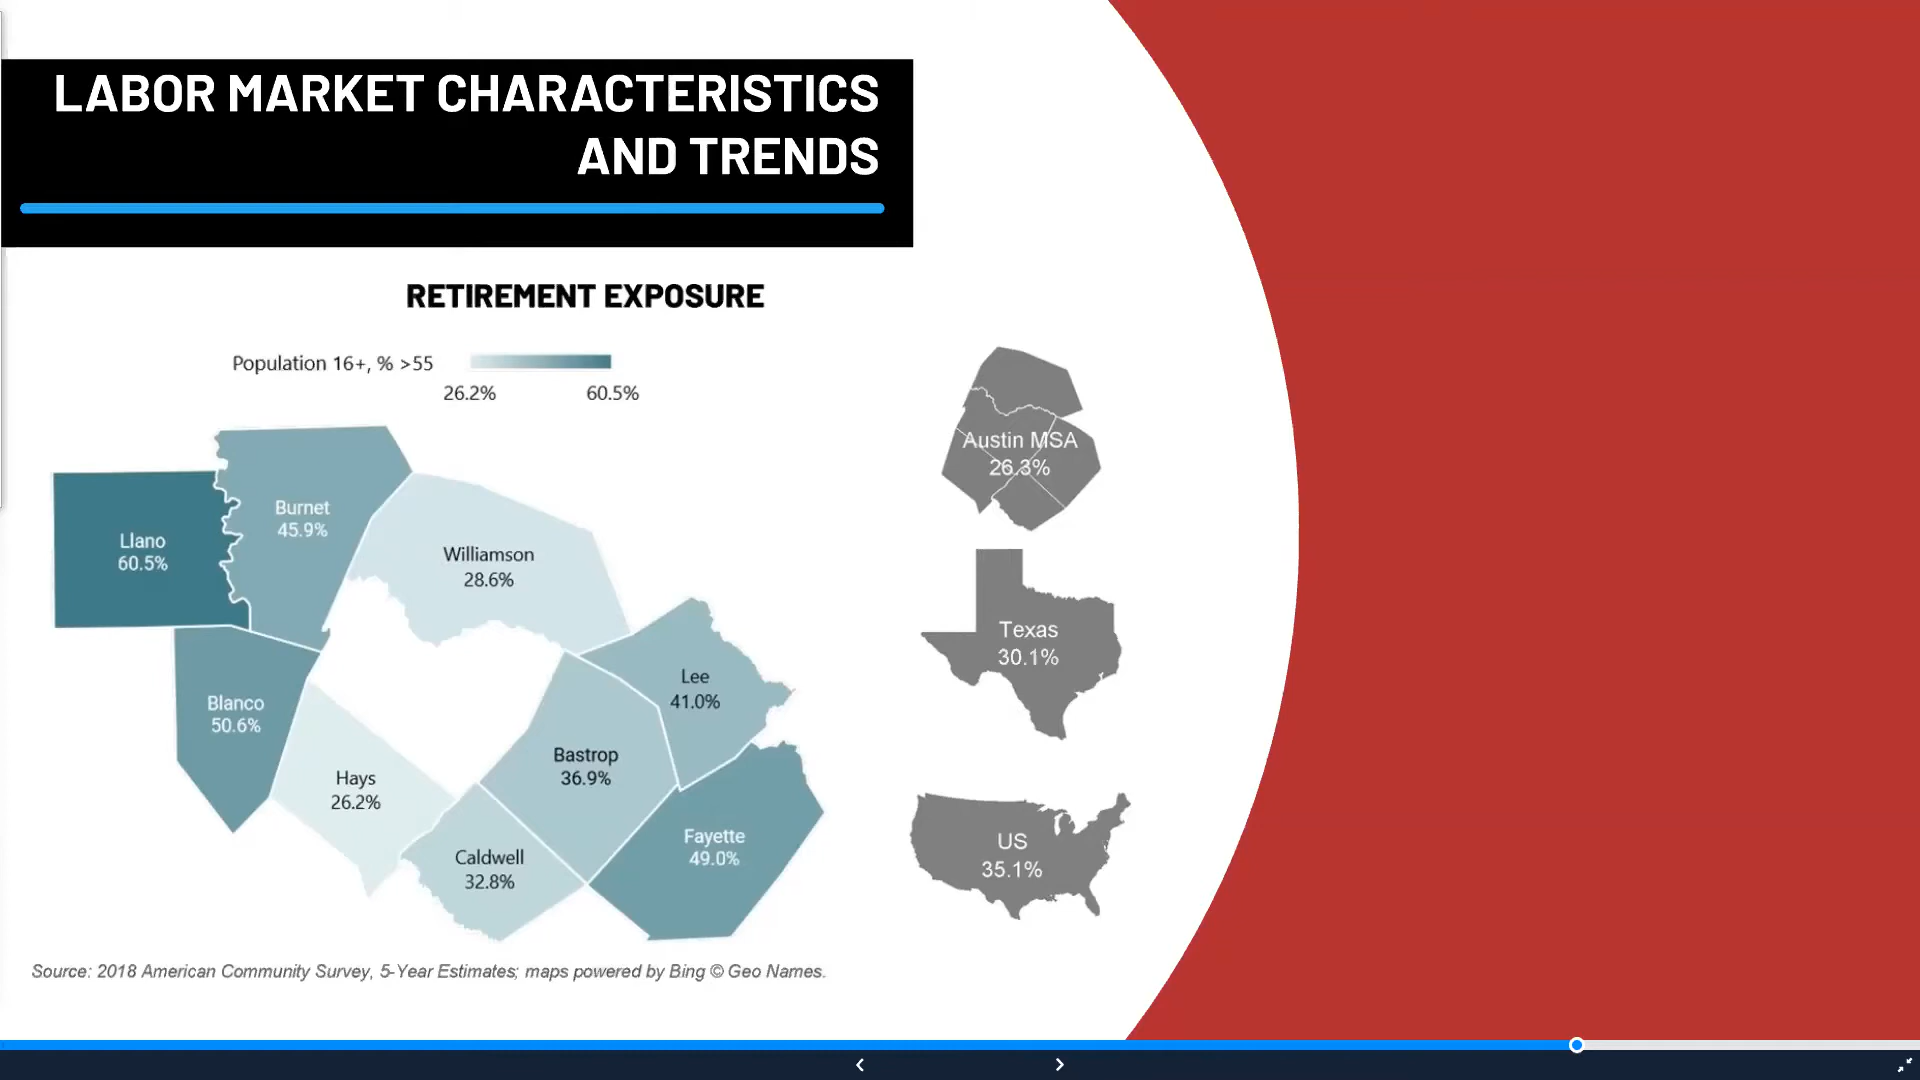 LABOR MARKET CHARACTERISTICS
AND TRENDS
RETIREMENT EXPOSURE
Population 16+, % >55
26.2% 60.5%
Llano
60.5%
Burnet
45.9%
Williamson
28.6%
Blanco
50.6%
Lee
41.0%
Hays
26.2%
Bastrop
36.9%
Caldwell
32.8%
Fayette
49.0%
Austin MSA
26.3%
Texas
30.1%
US
35.1%
Source: 2018 American Community Survey, 5-Year Estimates; maps powered by Bing © Geo Names.